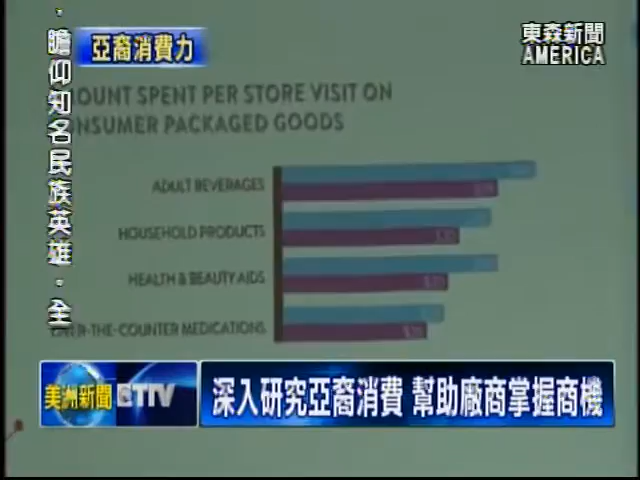 亞裔消費力
東森新聞
AMERICA
・瞻仰知名民族英雄・全
OUNT SPENT PER STORE VISIT ON
NSUMER PACKAGED GOODS
ADULT BEVERAGES
HOUSEHOLD PRODUCTS
HEALTH & BEAUTY AIDS
OVER-THE-COUNTER MEDICATIONS
美洲新聞 ETTV
深入研究亞裔消費 幫助廠商掌握商機